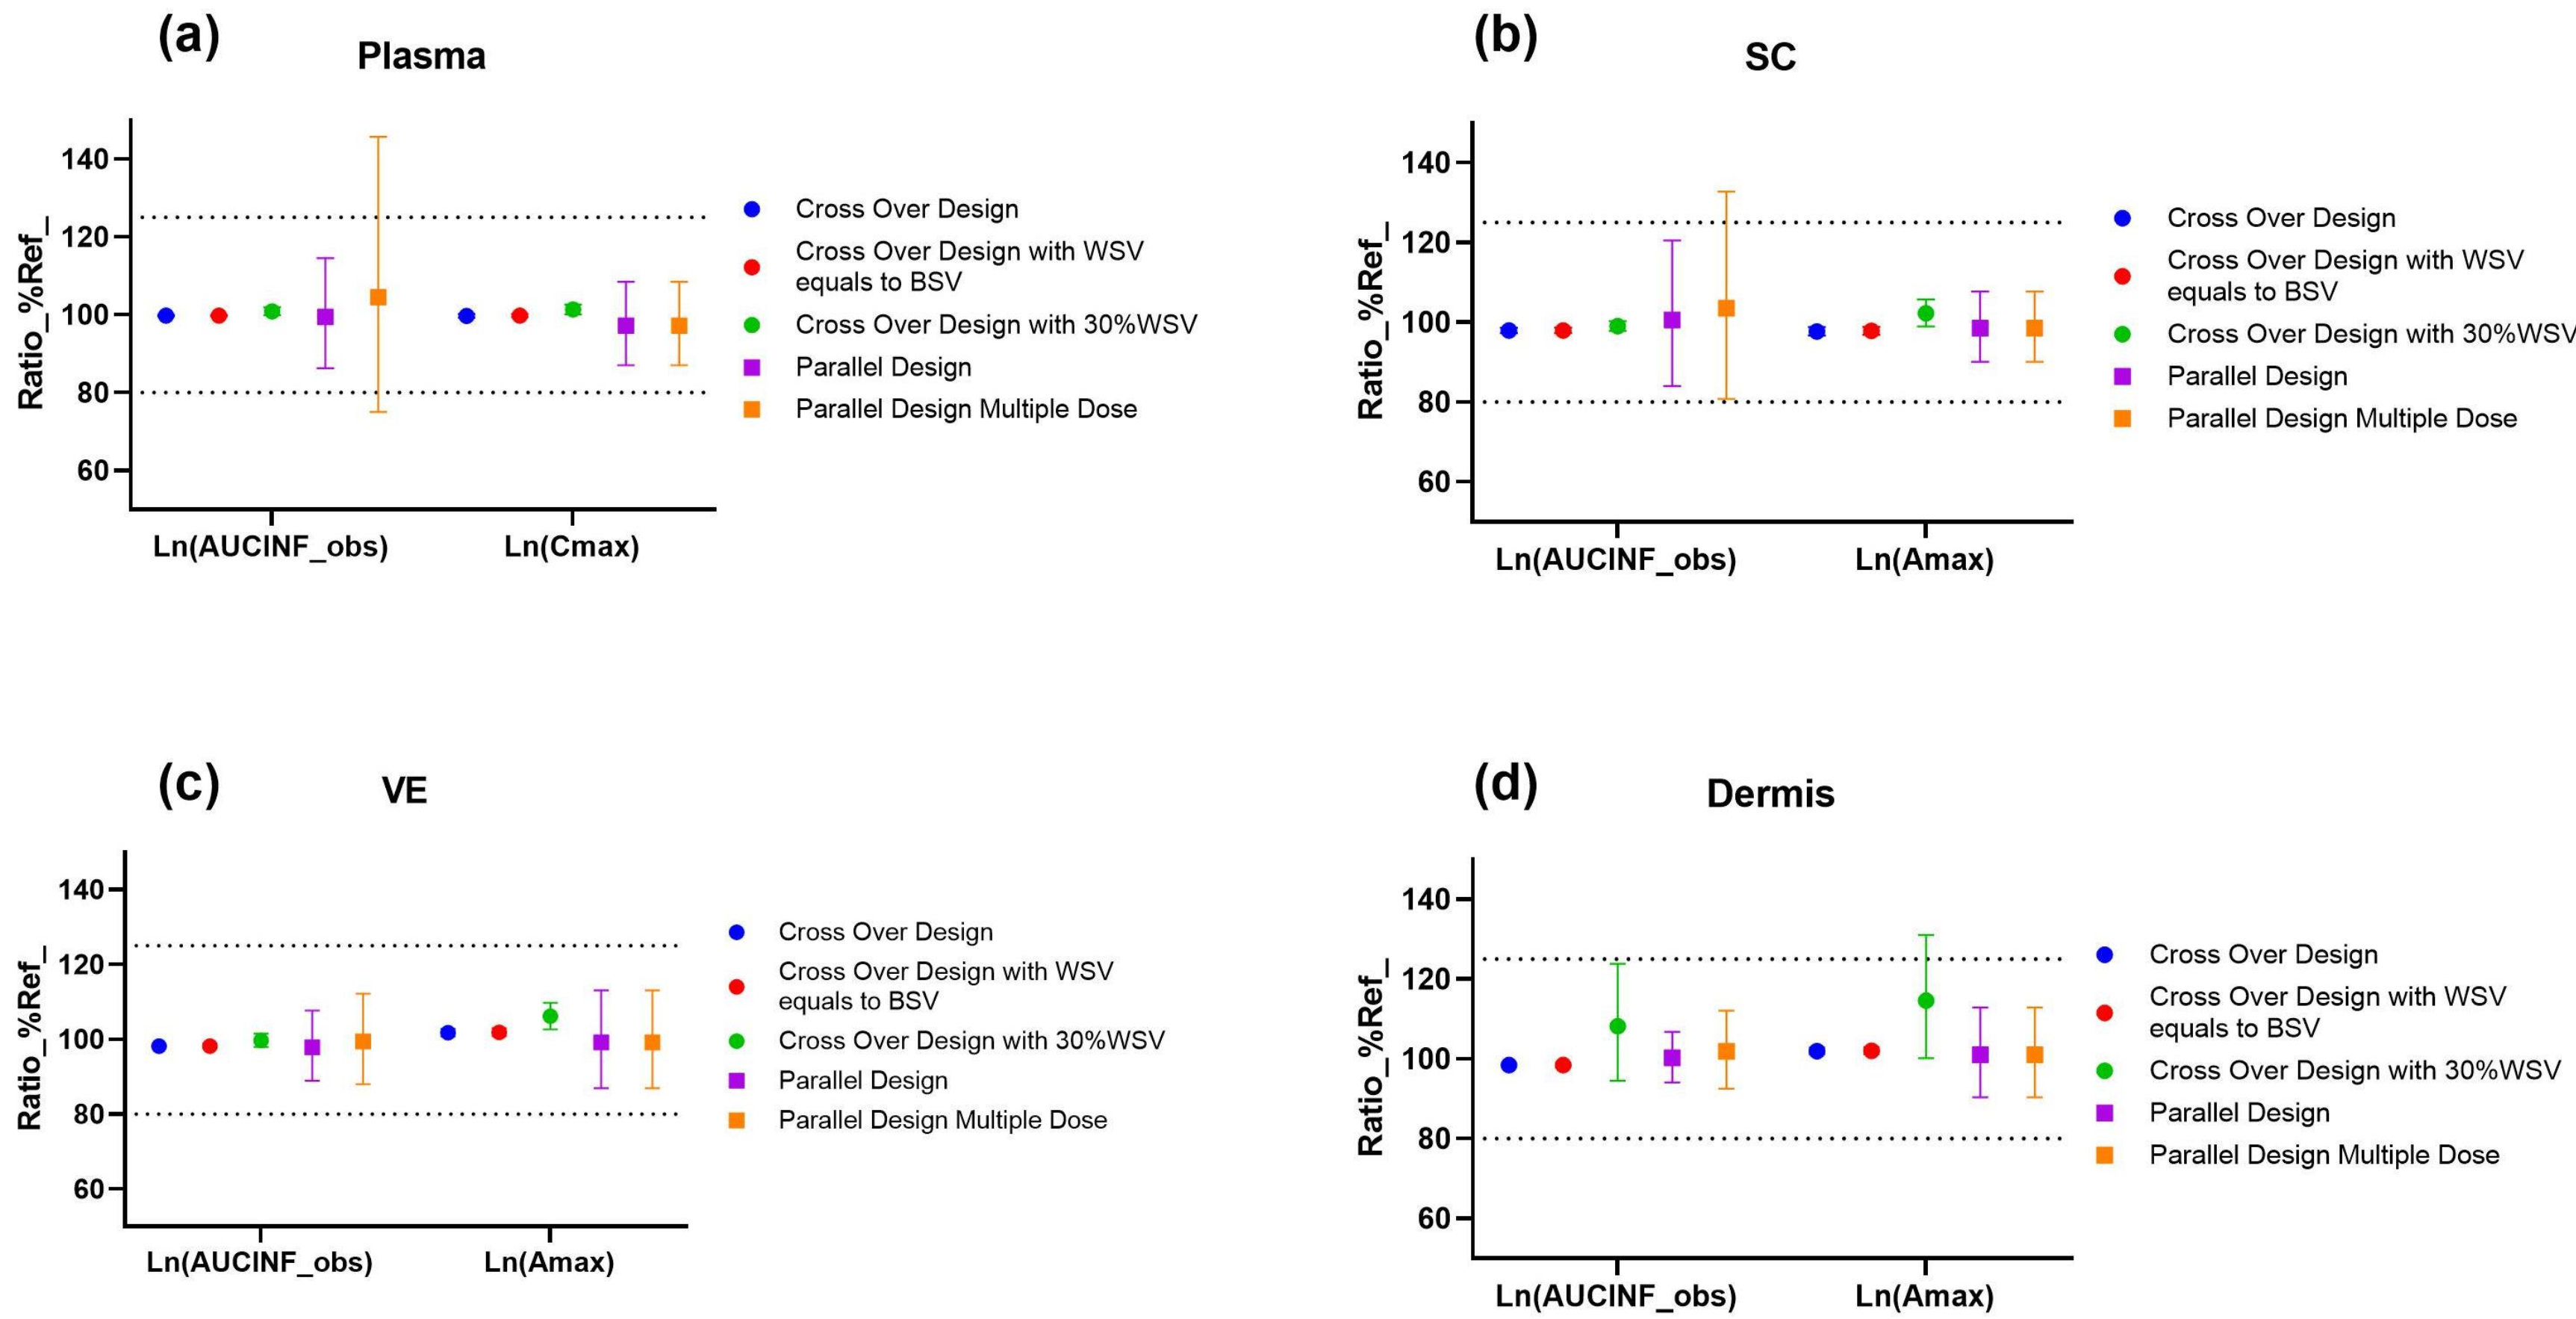 (a)
Plasma
Ratio_%Ref_
140
120
100
80
60
Ln(AUCINF_obs)
Ln(Cmax)
Cross Over Design
Cross Over Design with WSV
equals to BSV
Cross Over Design with 30%WSV
Parallel Design
Parallel Design Multiple Dose
(b)
SC
Ratio_%Ref_
140
120
100
80
60
Ln(AUCINF_obs)
Ln(Amax)
Cross Over Design
Cross Over Design with WSV
equals to BSV
Cross Over Design with 30%WSV
Parallel Design
Parallel Design Multiple Dose
(c)
VE
Ratio_%Ref_
140
120
100
80
60
Ln(AUCINF_obs)
Ln(Amax)
Cross Over Design
Cross Over Design with WSV
equals to BSV
Cross Over Design with 30%WSV
Parallel Design
Parallel Design Multiple Dose
(d)
Dermis
Ratio_%Ref_
140
120
100
80
60
Ln(AUCINF_obs)
Ln(Amax)
Cross Over Design
Cross Over Design with WSV
equals to BSV
Cross Over Design with 30%WSV
Parallel Design
Parallel Design Multiple Dose